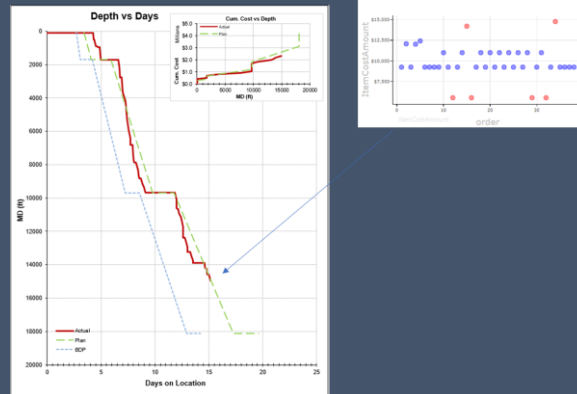 Depth vs Days
Cum. Cost vs Depth
Actual
Plan
Cum. Cost
Millions
$5.0
$4.0
$3.0
$2.0
$1.0
$0.0
0
5000
10000
15000
20000
MD (ft)
0
2000
4000
6000
8000
10000
12000
14000
16000
18000
20000
MD (ft)
Actual
Plan
BDP
0
5
10
15
20
25
Days on Location
ItemCostAmount
$15,000
$12,500
$10,000
$7,500
0
10
20
30
ItemCostAmount
order